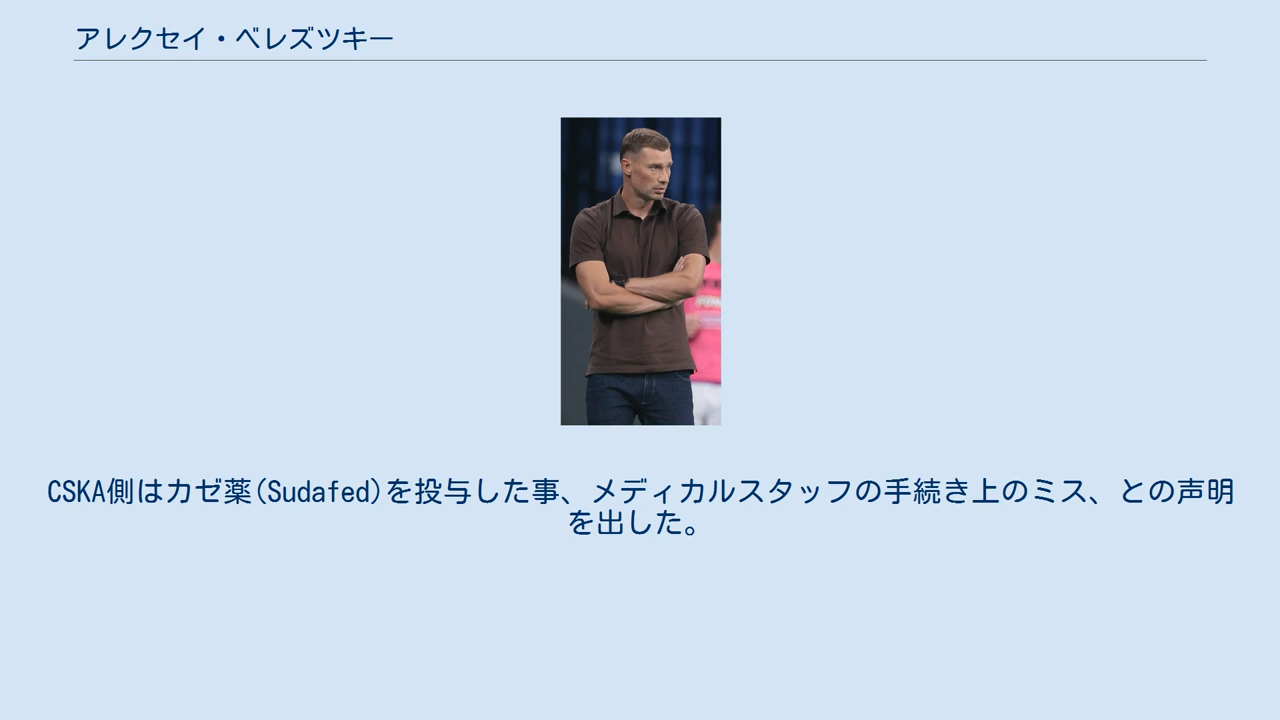 アレクセイ・ベレズツキー
CSKA側はカゼ薬(Sudafed)を投与した事、メディカルスタッフの手続き上のミス、との声明
を出した。